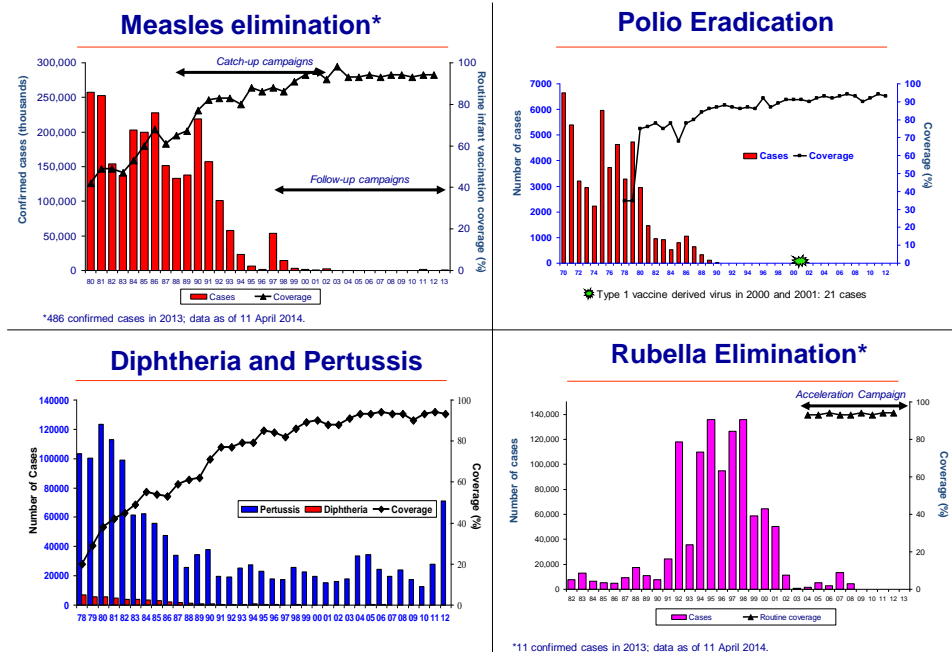 Measles elimination*
Catch-up campaigns
Follow-up campaigns
Confirmed cases (thousands)
Routine infant vaccination coverage (%)
300,000
250,000
200,000
150,000
100,000
50,000
0
100
80
60
40
20
0
80 81 82 83 84 85 86 87 88 89 90 91 92 93 94 95 96 97 98 99 00 01 02 03 04 05 06 07 08 09 10 11 12 13
Cases Coverage
*486 confirmed cases in 2013; data as of 11 April 2014.
Polio Eradication
Number of cases
Coverage (%)
7000
6000
5000
4000
3000
2000
1000
0
100
90
80
70
60
50
40
30
20
10
0
Cases Coverage
70 72 74 76 78 80 82 84 86 88 90 92 94 96 98 00 02 04 06 08 10 12
Type 1 vaccine derived virus in 2000 and 2001: 21 cases
Diphtheria and Pertussis
Number of Cases
Coverage (%)
140000
120000
100000
80000
60000
40000
20000
0
100
80
60
40
20
0
Pertussis Diphtheria Coverage
78 79 80 81 82 83 84 85 86 87 88 89 90 91 92 93 94 95 96 97 98 99 00 01 02 03 04 05 06 07 08 09 10 11 12
Rubella Elimination*
Acceleration Campaign
Number of cases
Coverage (%)
140,000
120,000
100,000
80,000
60,000
40,000
20,000
0
100
80
60
40
20
0
82 83 84 85 86 87 88 89 90 91 92 93 94 95 96 97 98 99 00 01 02 03 04 05 06 07 08 09 10 11 12 13
Cases Routine coverage
*11 confirmed cases in 2013; data as of 11 April 2014.